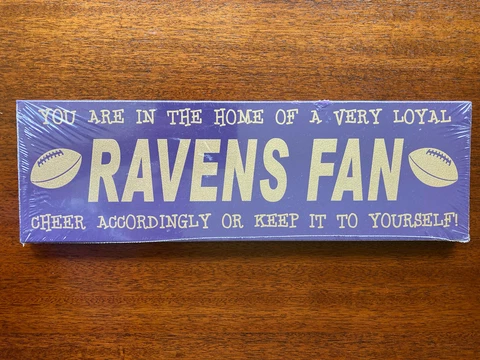 YOU ARE IN THE HOME OF A VERY LOYAL
RAVENS FAN
CHEER ACCORDINGLY OR KEEP IT TO YOURSELF!